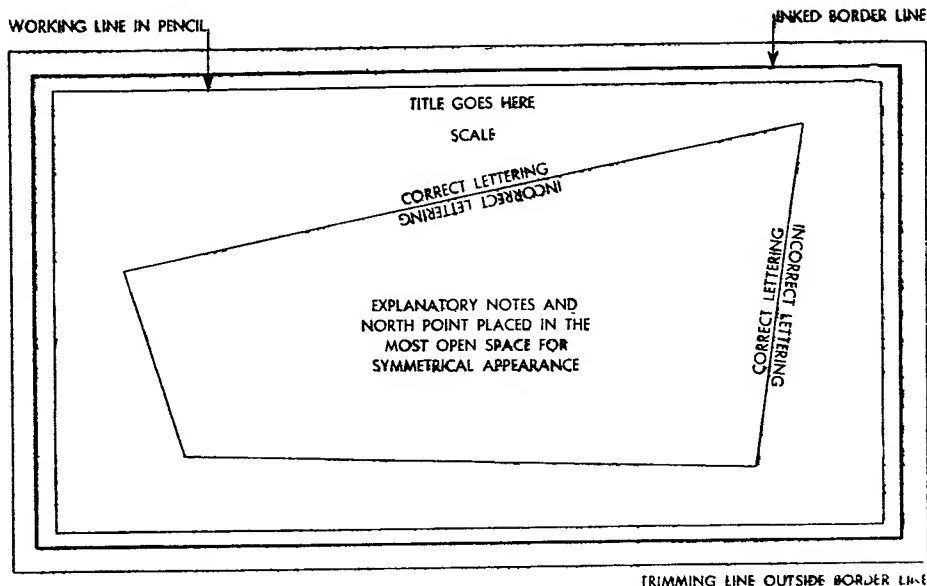 WORKING LINE IN PENCIL
INKED BORDER LINE
TITLE GOES HERE
SCALE
CORRECT LETTERING
INCORRECT LETTERING
INCORRECT LETTERING
CORRECT LETTERING
EXPLANATORY NOTES AND
NORTH POINT PLACED IN THE
MOST OPEN SPACE FOR
SYMMETRICAL APPEARANCE
TRIMMING LINE OUTSIDE BORDER LINE